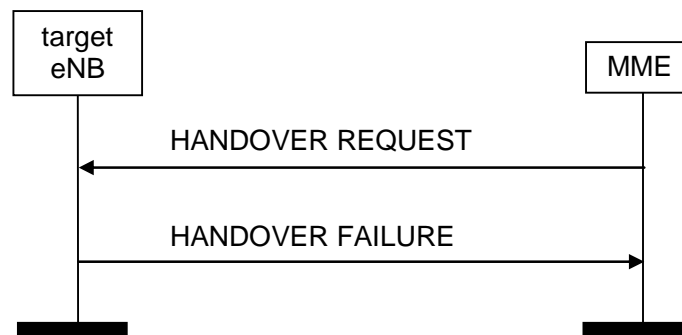 target
eNB
MME
HANDOVER REQUEST
HANDOVER FAILURE